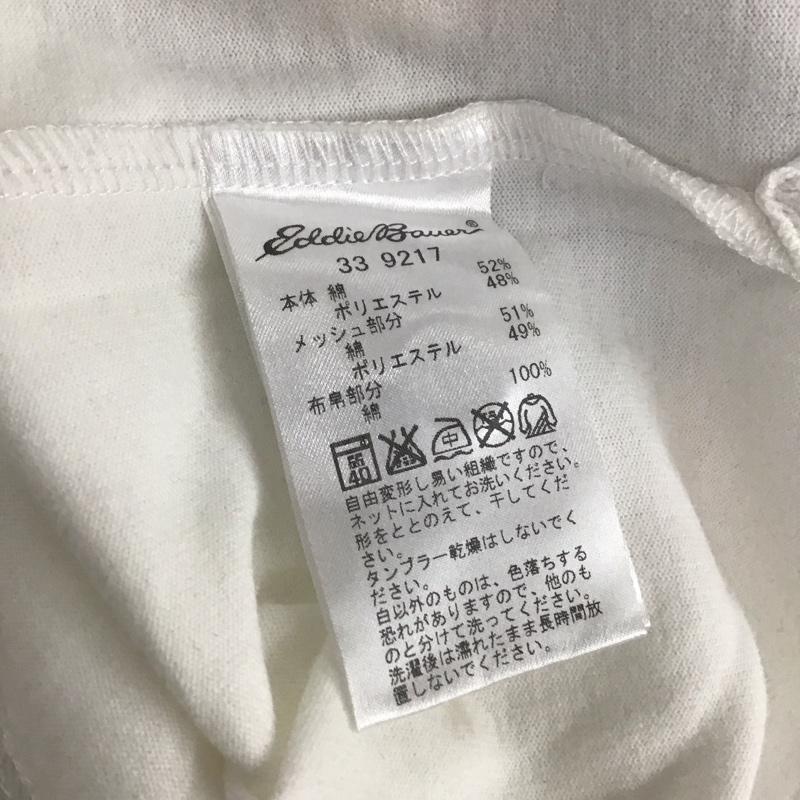 Eddie Bauer®
33 9217
本体 綿 52%
ポリエステル 48%
メッシュ部分
綿 51%
ポリエステル 49%
布帛部分
綿 100%
40 中
自由変形し易い組織ですので、
ネットに入れてお洗いください。
形をととのえて、干してくだ
さい。
タンブラー乾燥はしないでく
ださい。
白以外のものは、色落ちする
恐れがありますので、他のも
のと分けて洗ってください。
洗濯後は濡れたまま長時間放
置しないでください。